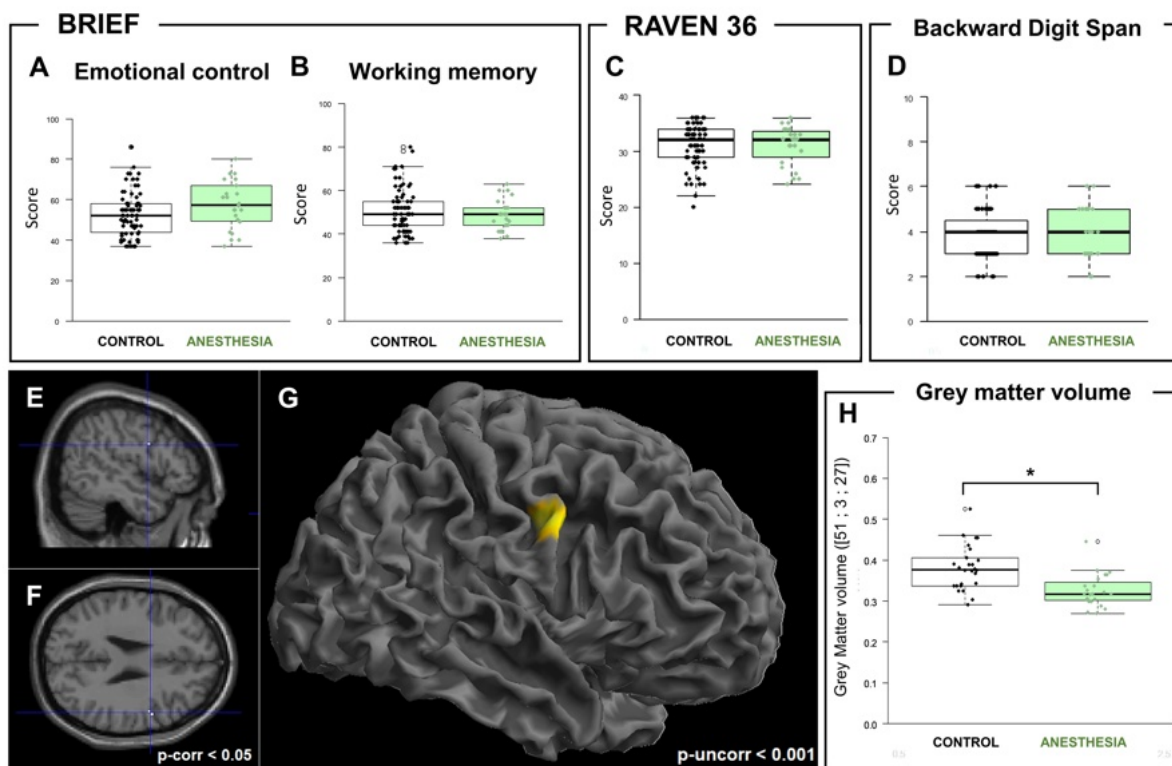 BRIEF
RAVEN 36
Backward Digit Span
A
Emotional control
B
Working memory
C
D
100
80
60
40
20
0
Score
CONTROL
ANESTHESIA
100
80
60
40
20
0
Score
CONTROL
ANESTHESIA
40
30
20
10
0
Score
CONTROL
ANESTHESIA
10
8
6
4
2
0
Score
CONTROL
ANESTHESIA
E
F
p-corr < 0.05
G
p-uncorr < 0.001
Grey matter volume
H
0.7
0.6
0.5
0.4
0.3
0.2
0.1
0.0
Grey Matter volume ([51 ; 3 ; 27])
*
CONTROL
ANESTHESIA
0.5
2.5